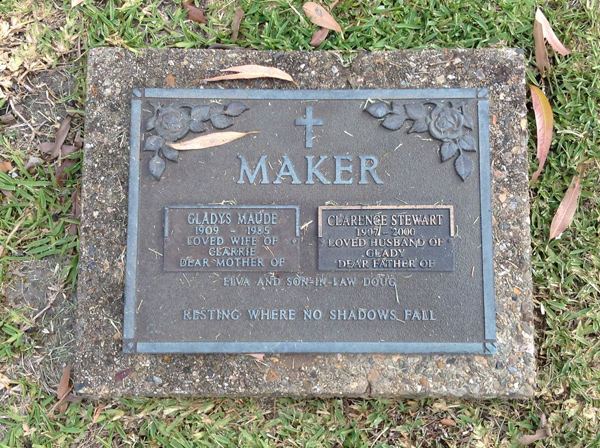 MAKER
GLADYS MAUDE
1909 - 1985
LOVED WIFE OF
CLARRIE
DEAR MOTHER OF
CLARENCE STEWART
1907 - 2000
LOVED HUSBAND OF
GLADY
DEAR FATHER OF
ELVA AND SON-IN-LAW DOUG
RESTING WHERE NO SHADOWS FALL